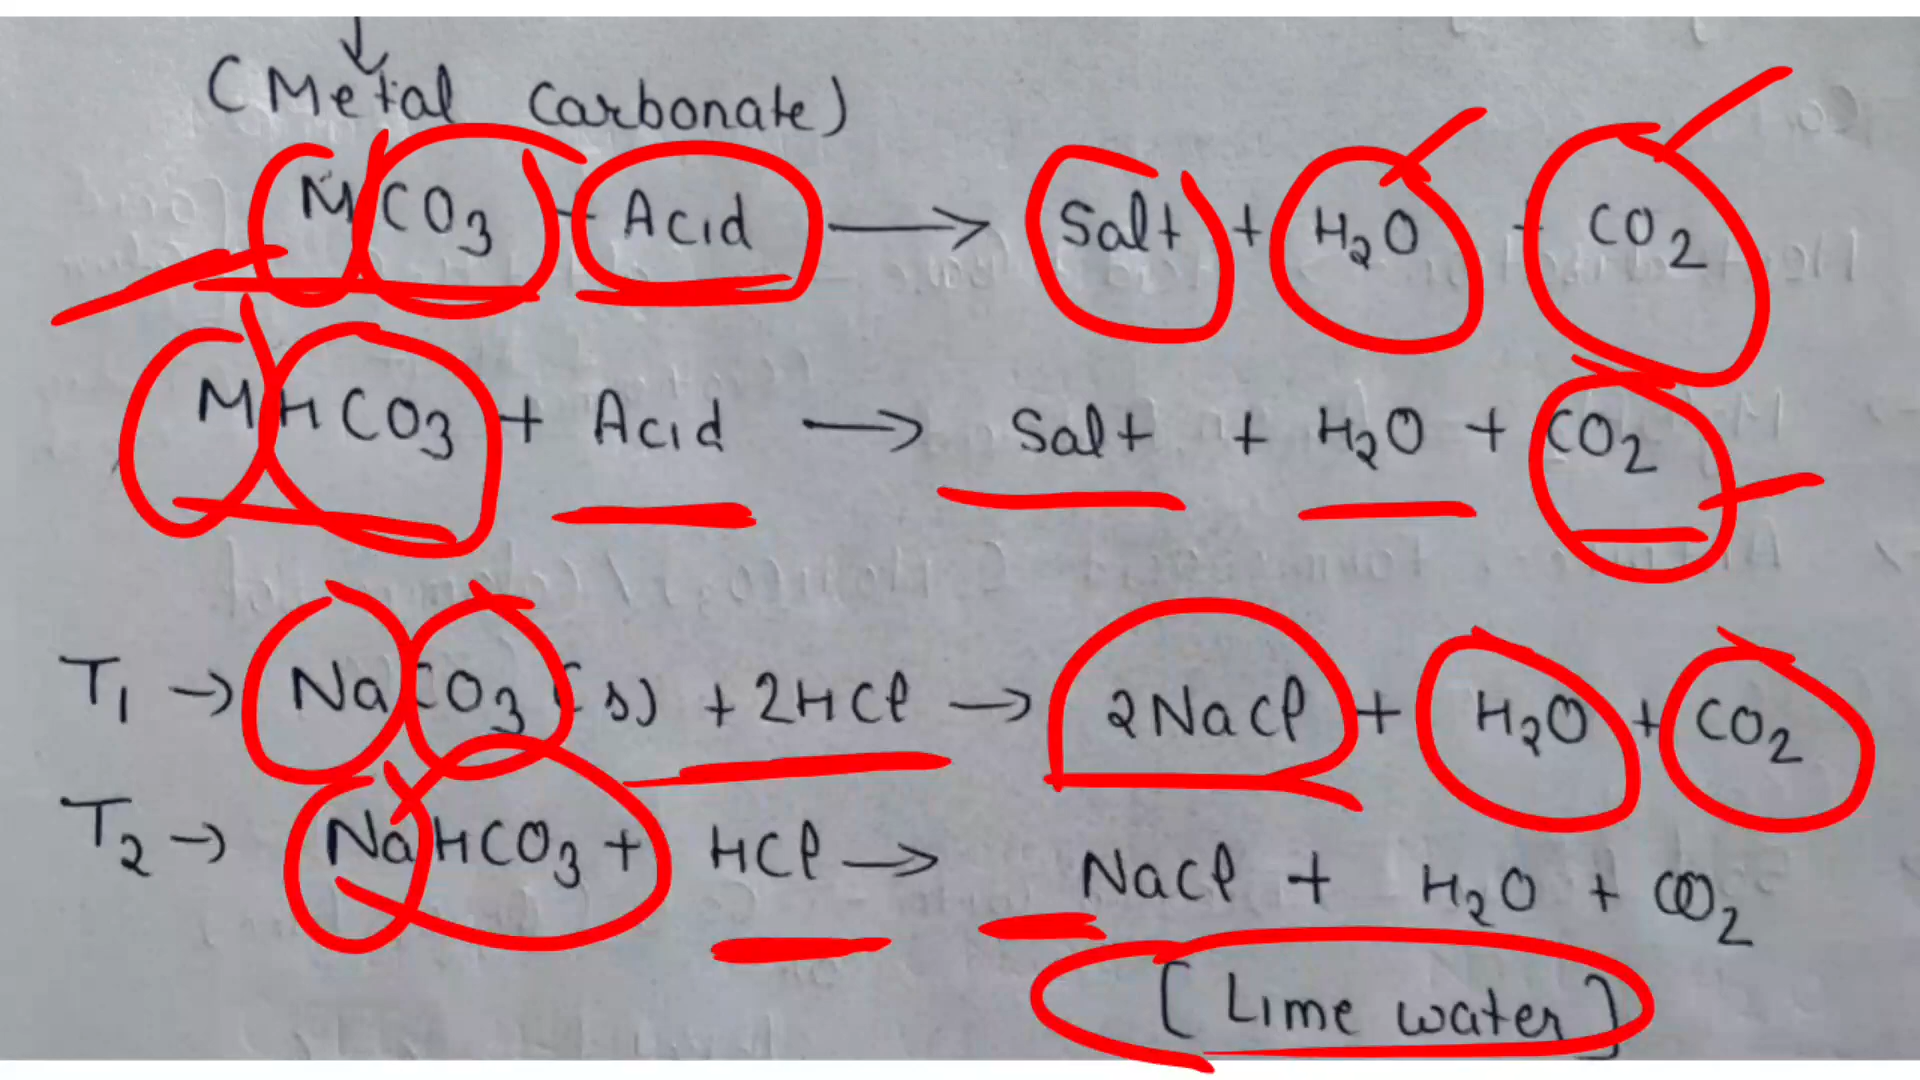 (Metal Carbonate)
MCO3 + Acid → Salt + H2O + CO2
MHCO3 + Acid → Salt + H2O + CO2
T1 → NaCO3 (s) + 2HCl → 2NaCl + H2O + CO2
T2 → NaHCO3 + HCl → NaCl + H2O + CO2
[Lime water]